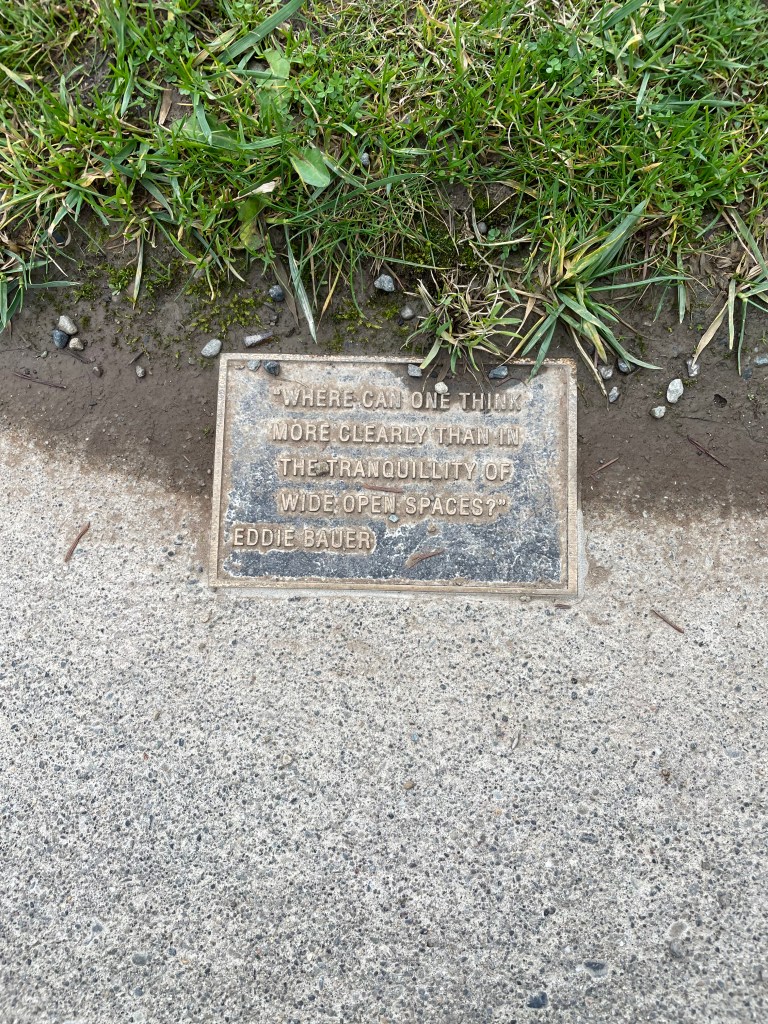 "WHERE CAN ONE THINK
MORE CLEARLY THAN IN
THE TRANQUILLITY OF
WIDE OPEN SPACES?"
EDDIE BAUER